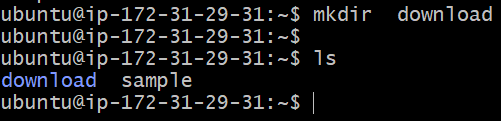 ubuntu@ip-172-31-29-31:~$ mkdir  download
ubuntu@ip-172-31-29-31:~$
ubuntu@ip-172-31-29-31:~$ ls
download  sample
ubuntu@ip-172-31-29-31:~$